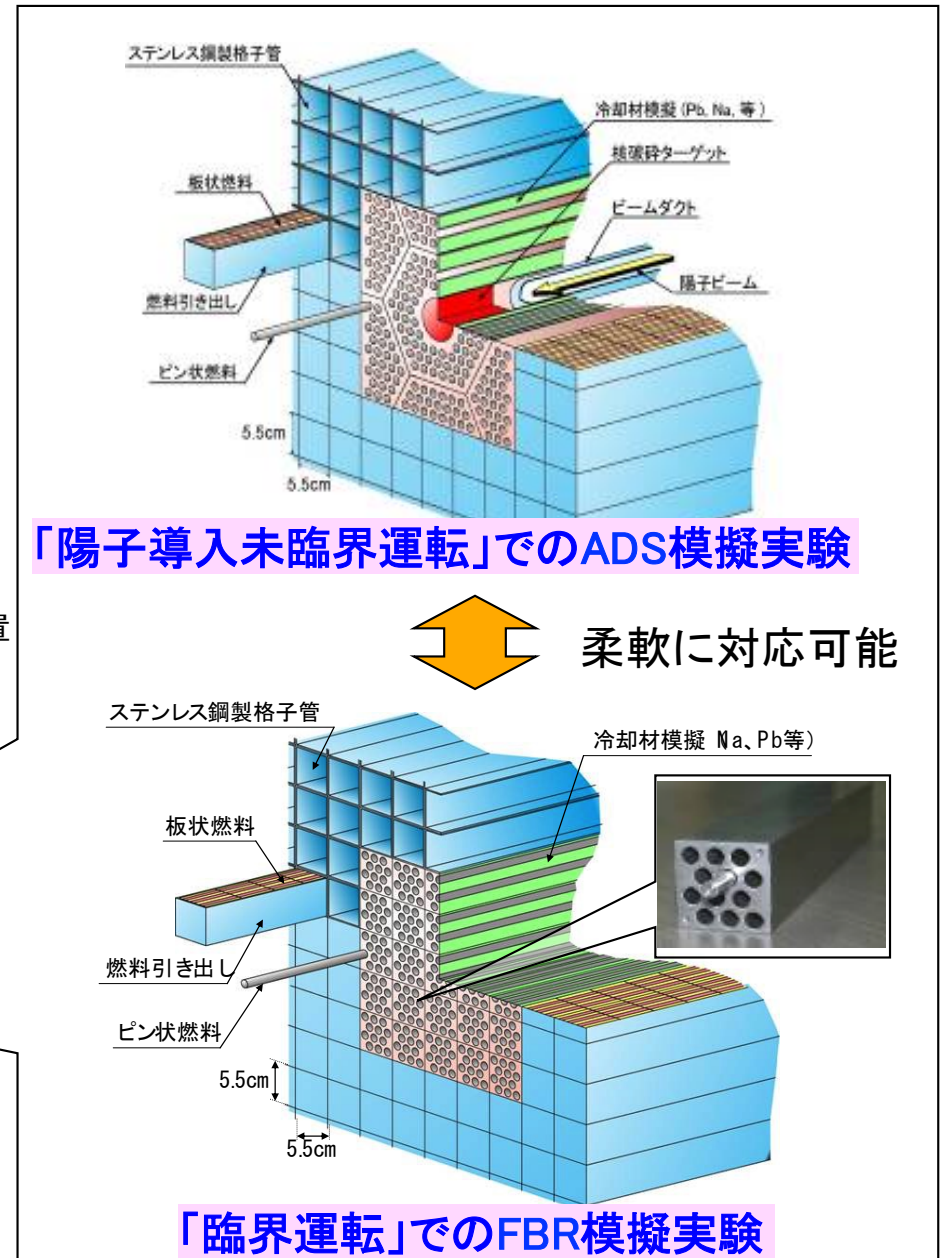 ステンレス鋼製格子管
冷却材模擬 (Pb, Na, 等)
核破砕ターゲット
板状燃料
ビームダクト
陽子ビーム
燃料引き出し
ピン状燃料
5.5cm
5.5cm
「陽子導入未臨界運転」でのADS模擬実験
置
柔軟に対応可能
ステンレス鋼製格子管
冷却材模擬 Na、Pb等)
板状燃料
燃料引き出し
ピン状燃料
5.5cm
5.5cm
「臨界運転」でのFBR模擬実験